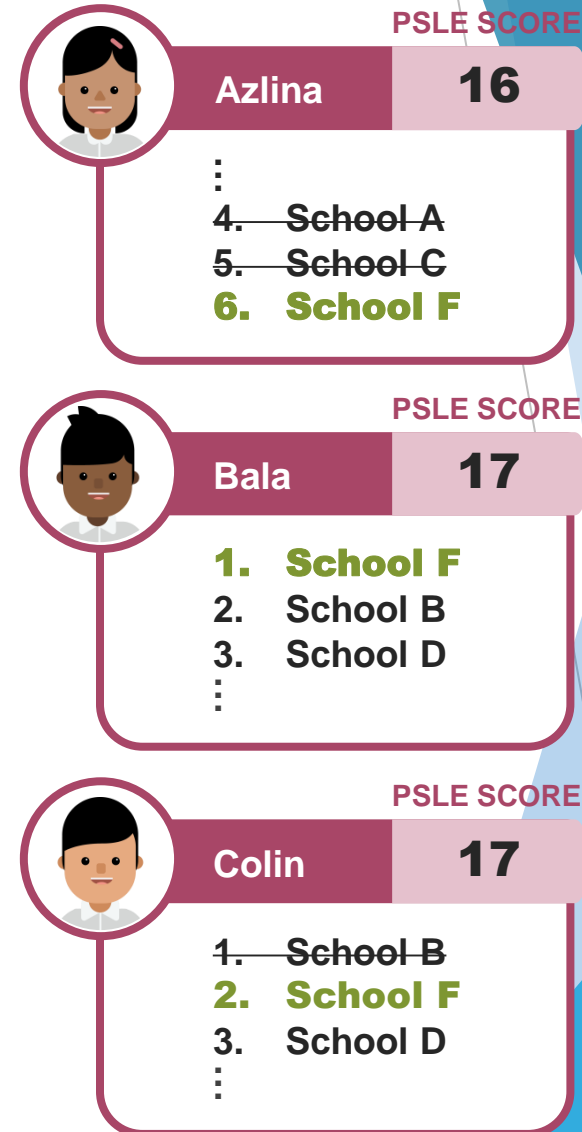 PSLE SCORE
Azlina 16
⋮
4. School A
5. School C
6. School F
PSLE SCORE
Bala 17
1. School F
2. School B
3. School D
⋮
PSLE SCORE
Colin 17
1. School B
2. School F
3. School D
⋮